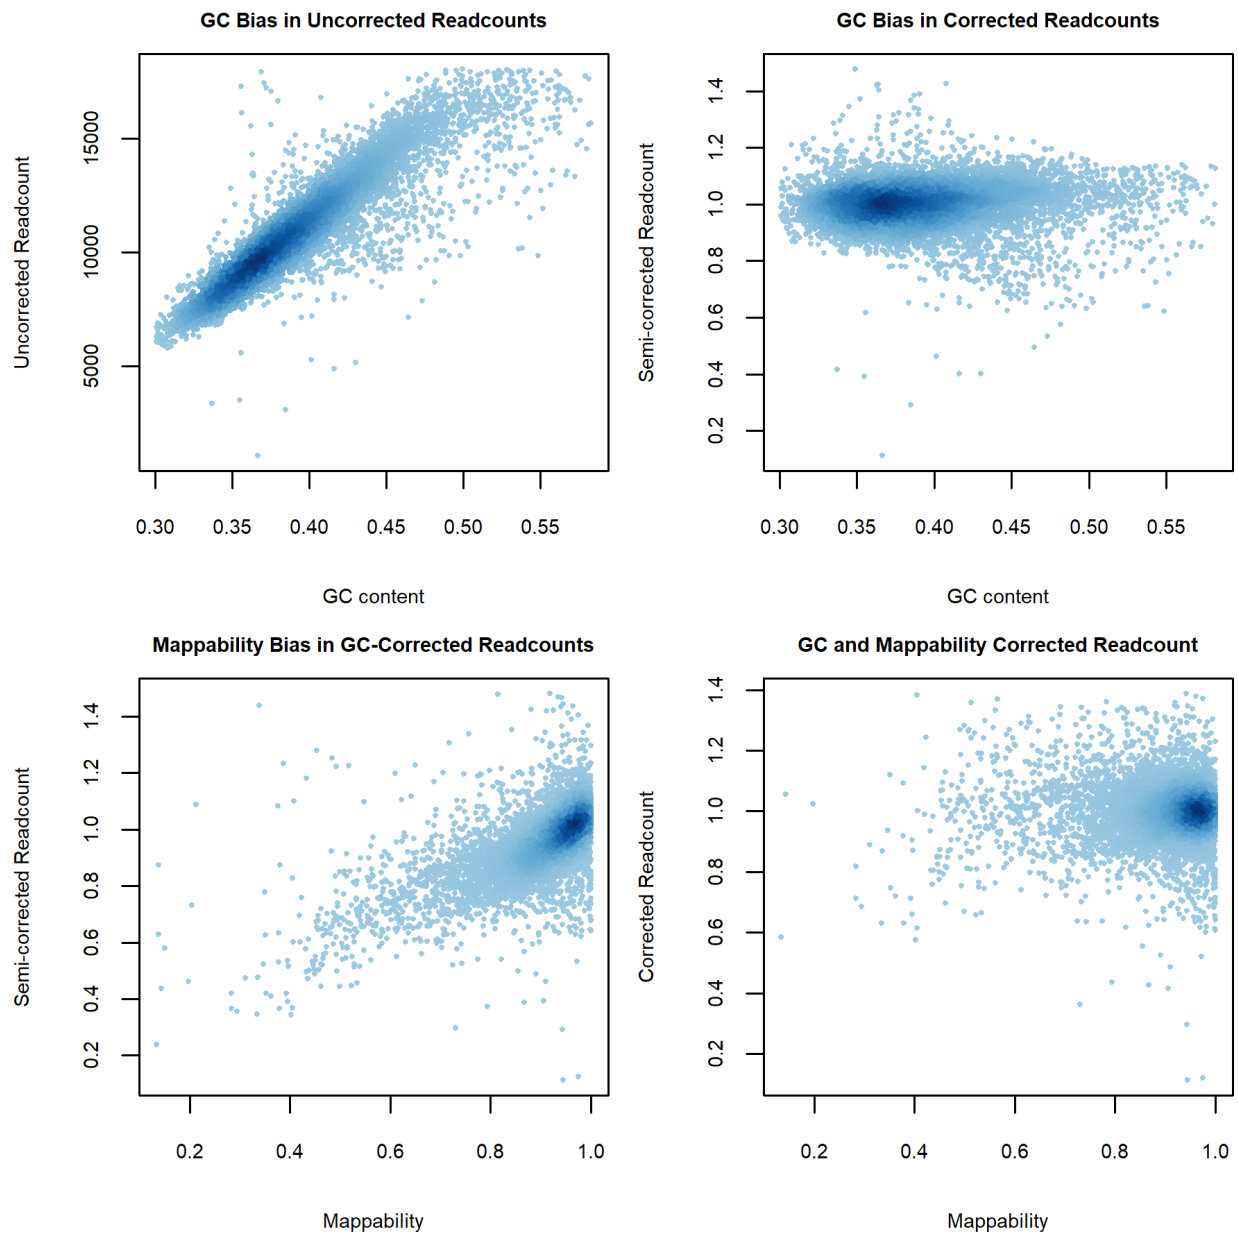 GC Bias in Uncorrected Readcounts
Uncorrected Readcount
15000
10000
5000
0.30 0.35 0.40 0.45 0.50 0.55
GC content
GC Bias in Corrected Readcounts
Semi-corrected Readcount
1.4
1.2
1.0
0.8
0.6
0.4
0.2
0.30 0.35 0.40 0.45 0.50 0.55
GC content
Mappability Bias in GC-Corrected Readcounts
Semi-corrected Readcount
1.4
1.2
1.0
0.8
0.6
0.4
0.2
0.2 0.4 0.6 0.8 1.0
Mappability
GC and Mappability Corrected Readcount
Corrected Readcount
1.4
1.2
1.0
0.8
0.6
0.4
0.2
0.2 0.4 0.6 0.8 1.0
Mappability